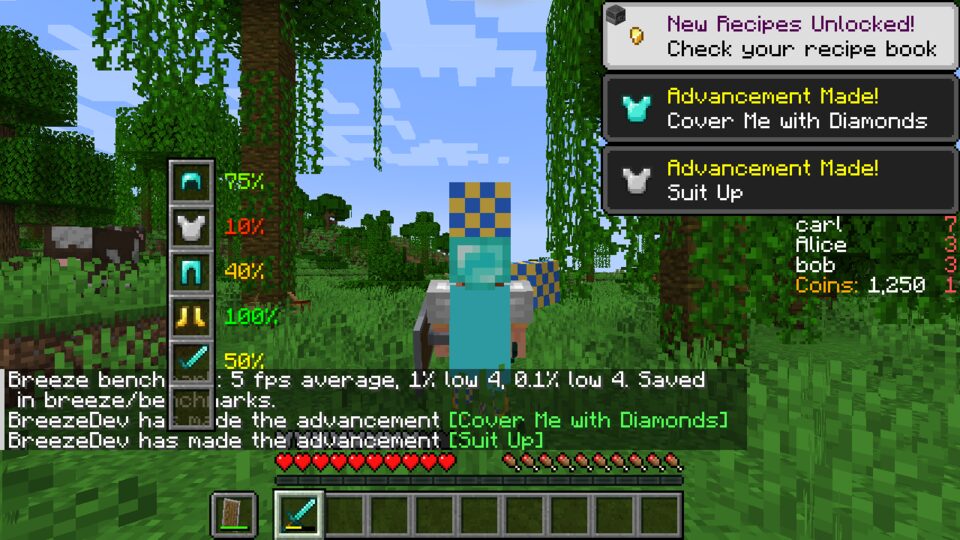 New Recipes Unlocked!
Check your recipe book
Advancement Made!
Cover Me with Diamonds
Advancement Made!
Suit Up
carl 7
Alice 3
bob 3
Coins: 1,250 1
75%
10%
40%
100%
50%
Breeze : 5 fps average, 1% low 4, 0.1% low 4. Saved
in breeze/benchmarks.
BreezeDev has made the advancement [Cover Me with Diamonds]
BreezeDev has made the advancement [Suit Up]